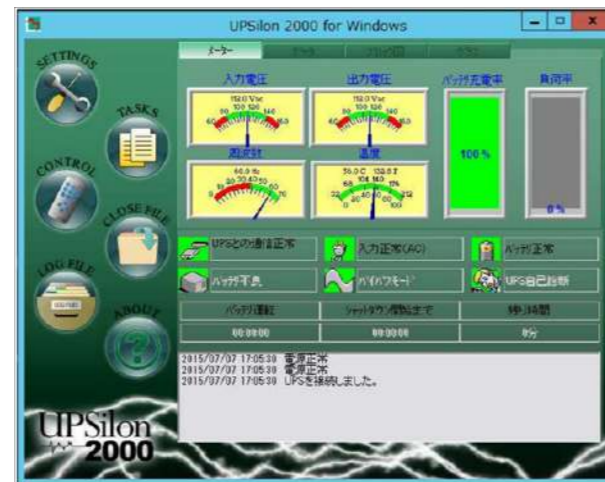 UPSilon 2000 for Windows
SETTINGS
TASKS
CONTROL
CLOSE FILE
LOG FILE
ABOUT
メーター
入力電圧
出力電圧
バッテリ充電率
負荷率
周波数
温度
100 %
0 %
UPSとの通信正常
入力正常(AC)
バッテリ正常
バッテリ不良
バイパスモード
UPS自己診断
バッテリ運転
シャットダウン開始まで
00:00:00
00:00:00
0分
2015/07/07 17:05:30 電源正常
2015/07/07 17:05:30 電源正常
2015/07/07 17:05:30 UPSを接続しました。
UPSilon
2000